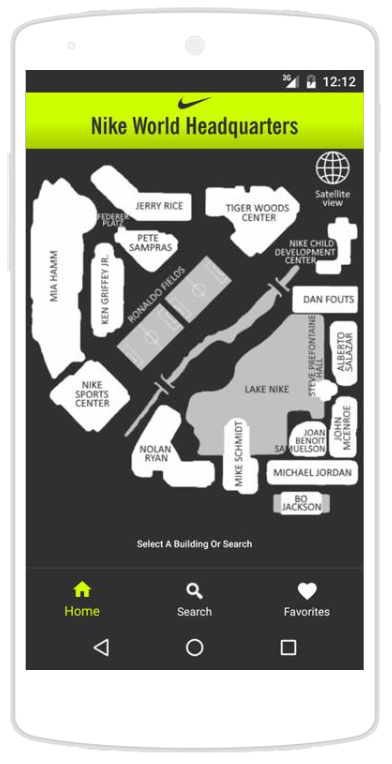 3G 12:12
Nike World Headquarters
Satellite
view
JERRY RICE
TIGER WOODS
CENTER
FEDERER
PLATZ
PETE
SAMPRAS
NIKE CHILD
DEVELOPMENT
CENTER
MIA HAMM
KEN GRIFFEY JR.
RONALDO FIELDS
DAN FOUTS
STEVE PREFONTAINE
HALL
ALBERTO
SALAZAR
NIKE
SPORTS
CENTER
LAKE NIKE
JOHN
MCENROE
NOLAN
RYAN
MIKE SCHMIDT
JOAN
BENOIT
SAMUELSON
MICHAEL JORDAN
BO
JACKSON
Select A Building Or Search
Home
Search
Favorites